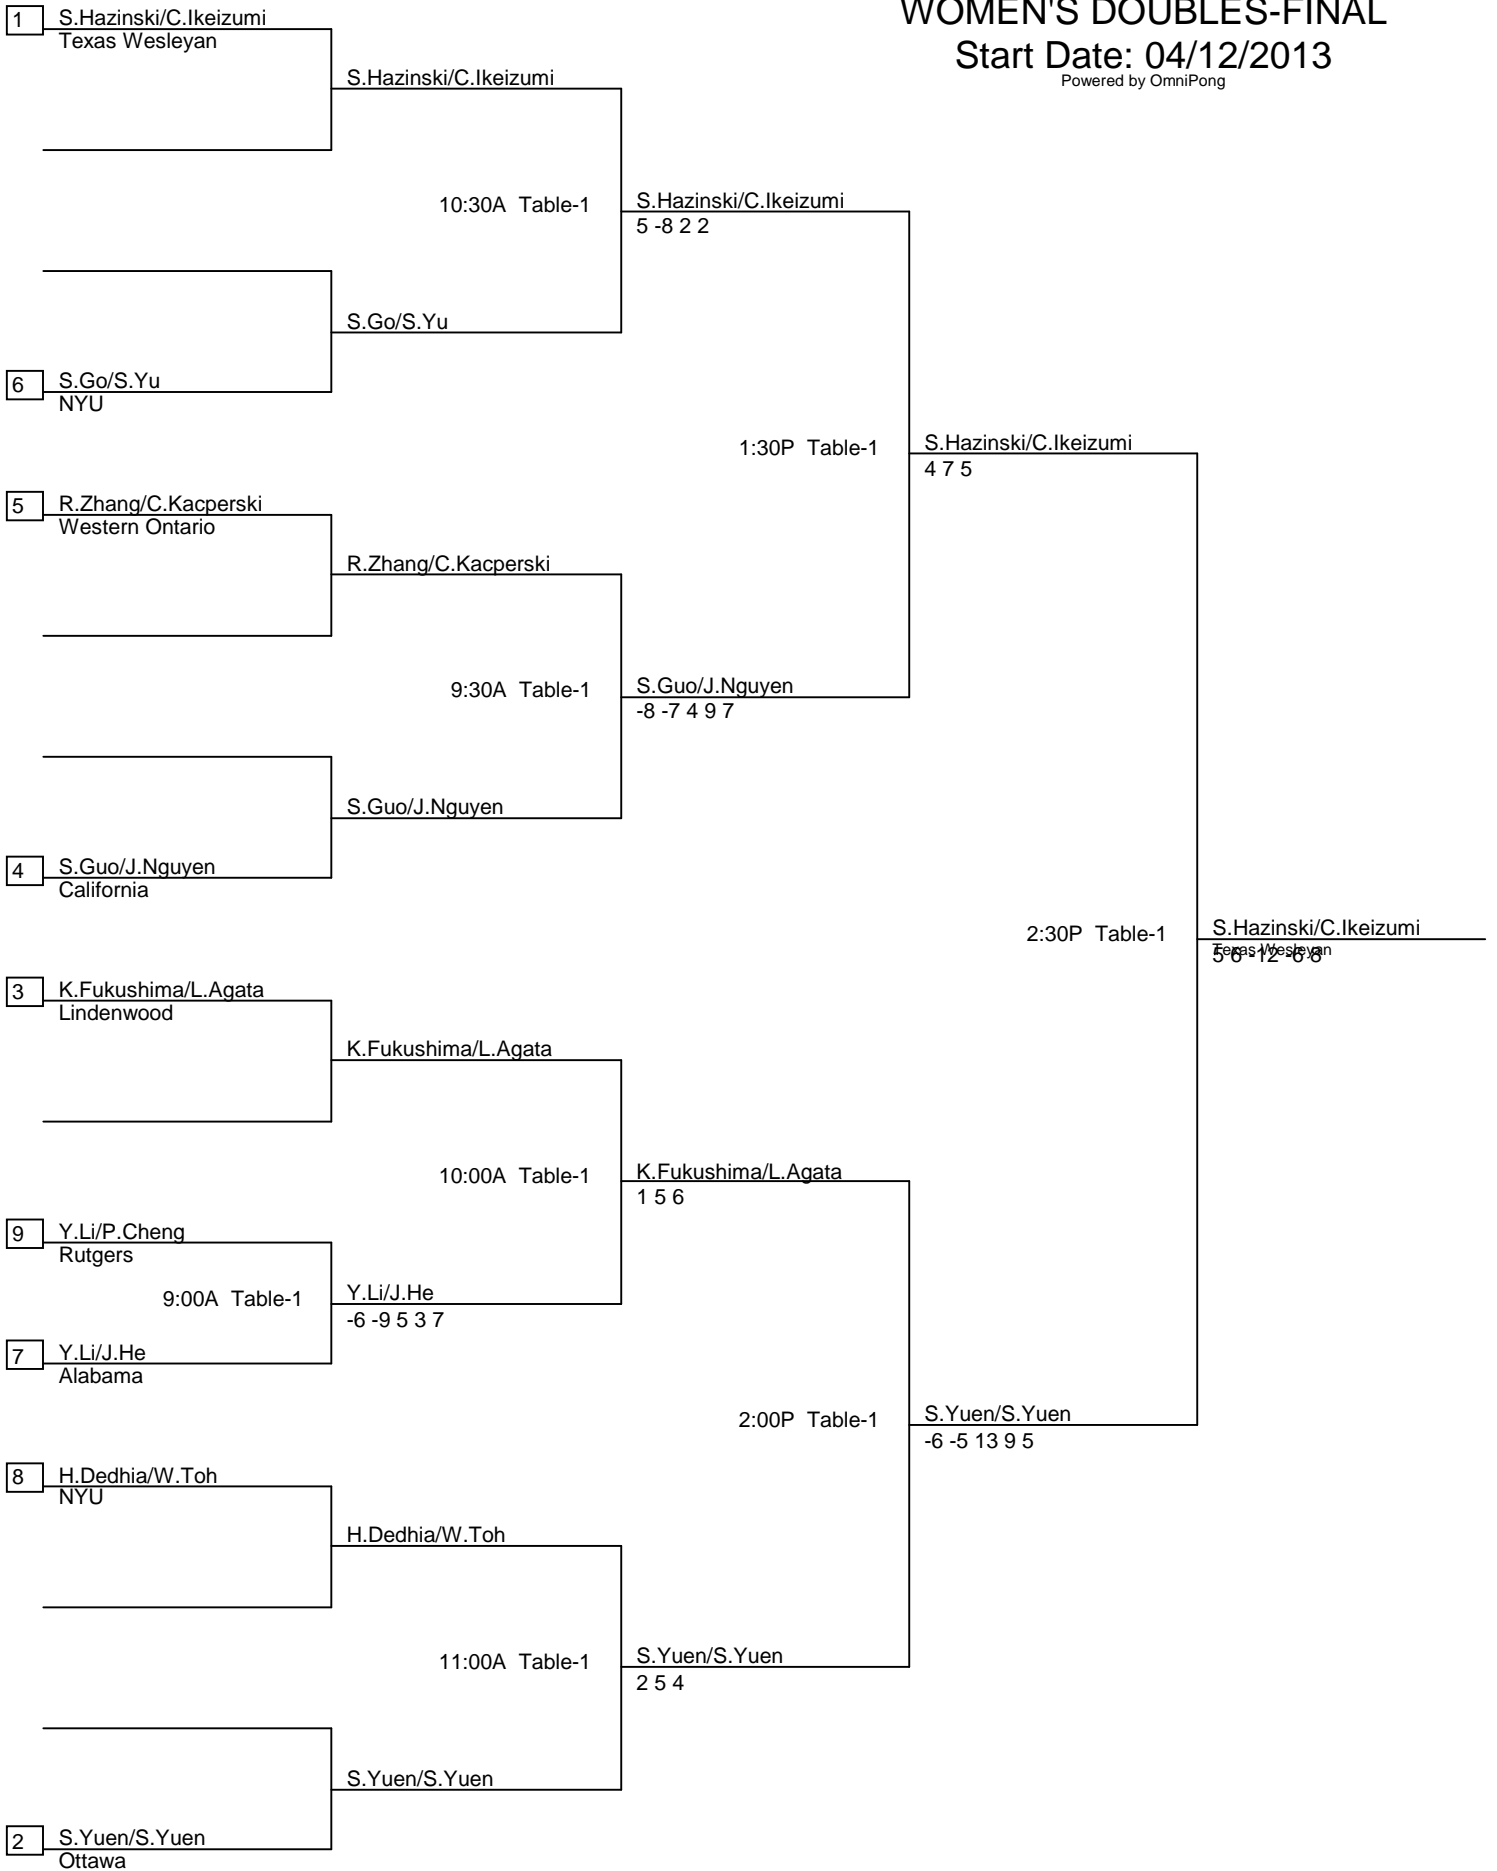 WOMEN'S DOUBLES-FINAL
Start Date: 04/12/2013
Powered by OmniPong
1 S.Hazinski/C.Ikeizumi
Texas Wesleyan
S.Hazinski/C.Ikeizumi
10:30A Table-1
S.Hazinski/C.Ikeizumi
5 -8 2 2
S.Go/S.Yu
6 S.Go/S.Yu
NYU
1:30P Table-1
S.Hazinski/C.Ikeizumi
4 7 5
5 R.Zhang/C.Kacperski
Western Ontario
R.Zhang/C.Kacperski
9:30A Table-1
S.Guo/J.Nguyen
-8 -7 4 9 7
S.Guo/J.Nguyen
4 S.Guo/J.Nguyen
California
2:30P Table-1
S.Hazinski/C.Ikeizumi
Texas Wesleyan
5 6 -12 -6 8
3 K.Fukushima/L.Agata
Lindenwood
K.Fukushima/L.Agata
10:00A Table-1
K.Fukushima/L.Agata
1 5 6
9 Y.Li/P.Cheng
Rutgers
9:00A Table-1
Y.Li/J.He
-6 -9 5 3 7
7 Y.Li/J.He
Alabama
2:00P Table-1
S.Yuen/S.Yuen
-6 -5 13 9 5
8 H.Dedhia/W.Toh
NYU
H.Dedhia/W.Toh
11:00A Table-1
S.Yuen/S.Yuen
2 5 4
S.Yuen/S.Yuen
2 S.Yuen/S.Yuen
Ottawa